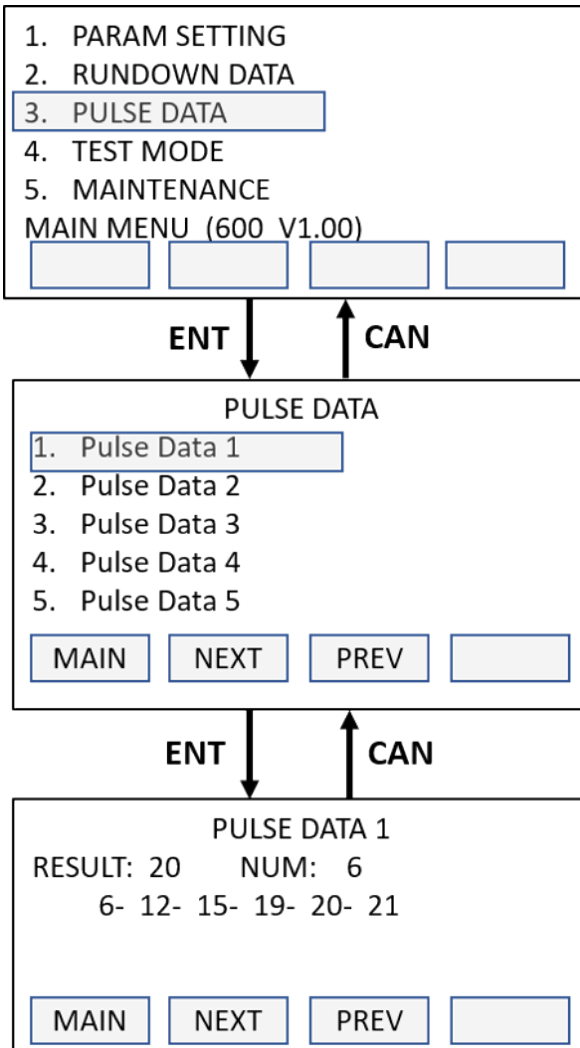 1. PARAM SETTING
2. RUNDOWN DATA
3. PULSE DATA
4. TEST MODE
5. MAINTENANCE
MAIN MENU (600 V1.00)
ENT CAN
PULSE DATA
1. Pulse Data 1
2. Pulse Data 2
3. Pulse Data 3
4. Pulse Data 4
5. Pulse Data 5
MAIN NEXT PREV
ENT CAN
PULSE DATA 1
RESULT: 20 NUM: 6
6- 12- 15- 19- 20- 21
MAIN NEXT PREV